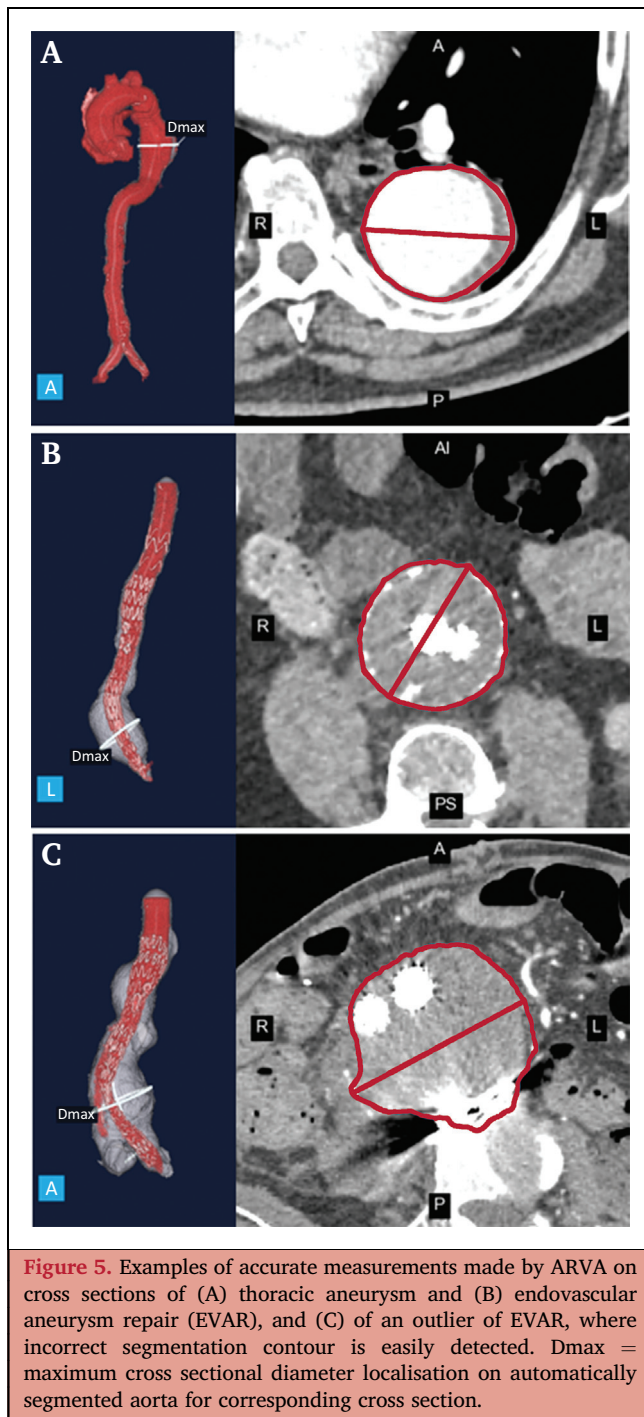 A
Dmax
A
A
R
L
P
B
Dmax
L
AI
R
L
PS
C
Dmax
A
A
R
L
P
Figure 5. Examples of accurate measurements made by ARVA on
cross sections of (A) thoracic aneurysm and (B) endovascular
aneurysm repair (EVAR), and (C) of an outlier of EVAR, where
incorrect segmentation contour is easily detected. Dmax =
maximum cross sectional diameter localisation on automatically
segmented aorta for corresponding cross section.